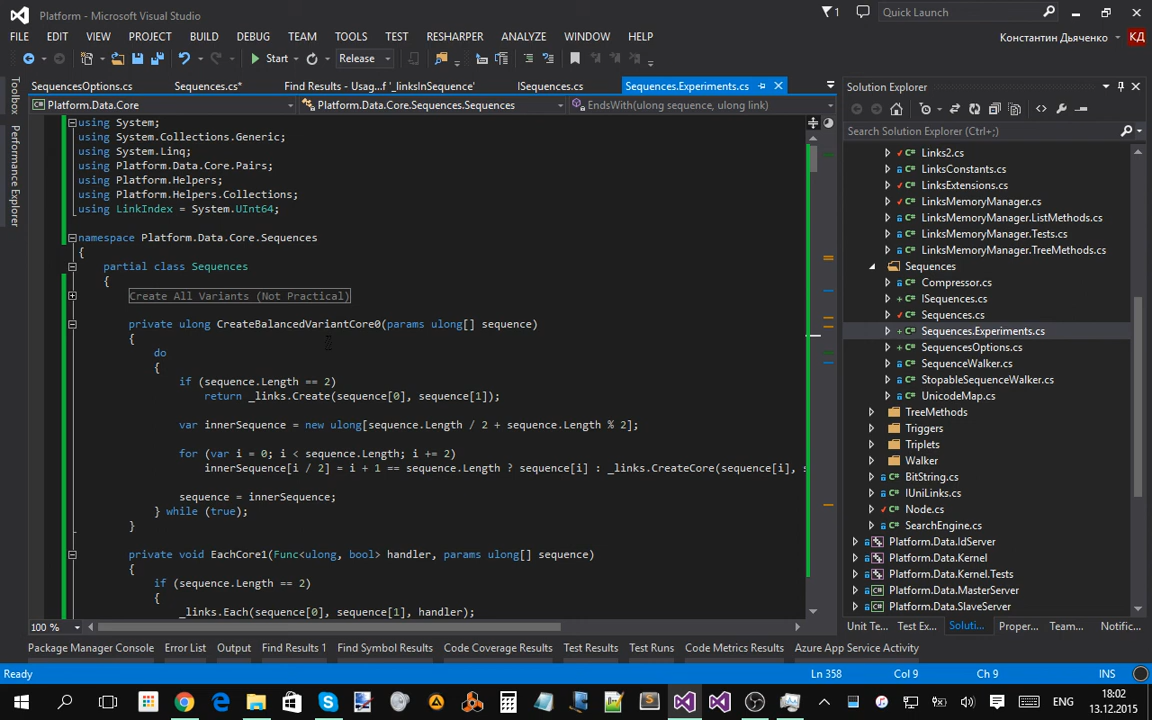 Platform - Microsoft Visual Studio
1
Quick Launch
FILE EDIT VIEW PROJECT BUILD DEBUG TEAM TOOLS TEST RESHARPER ANALYZE WINDOW HELP
Константин Дьяченко КД
Start Release
SequencesOptions.cs Sequences.cs* Find Results - Usag...f '_linksInSequence' ISequences.cs Sequences.Experiments.cs
Solution Explorer
Platform.Data.Core Platform.Data.Core.Sequences.Sequences EndsWith(ulong sequence, ulong link)
Toolbox
Performance Explorer
using System;
using System.Collections.Generic;
using System.Linq;
using Platform.Data.Core.Pairs;
using Platform.Helpers;
using Platform.Helpers.Collections;
using LinkIndex = System.UInt64;
namespace Platform.Data.Core.Sequences
{
partial class Sequences
{
Create All Variants (Not Practical)
private ulong CreateBalancedVariantCore0(params ulong[] sequence)
{
do
{
if (sequence.Length == 2)
return _links.Create(sequence[0], sequence[1]);
var innerSequence = new ulong[sequence.Length / 2 + sequence.Length % 2];
for (var i = 0; i < sequence.Length; i += 2)
innerSequence[i / 2] = i + 1 == sequence.Length ? sequence[i] : _links.CreateCore(sequence[i], s
sequence = innerSequence;
} while (true);
}
private void EachCore1(Func<ulong, bool> handler, params ulong[] sequence)
{
if (sequence.Length == 2)
{
_links.Each(sequence[0], sequence[1], handler);
100 %
Search Solution Explorer (Ctrl+;)
Links2.cs
LinksConstants.cs
LinksExtensions.cs
LinksMemoryManager.cs
LinksMemoryManager.ListMethods.cs
LinksMemoryManager.Tests.cs
LinksMemoryManager.TreeMethods.cs
Sequences
Compressor.cs
ISequences.cs
Sequences.cs
Sequences.Experiments.cs
SequencesOptions.cs
SequenceWalker.cs
StopableSequenceWalker.cs
UnicodeMap.cs
TreeMethods
Triggers
Triplets
Walker
BitString.cs
IUniLinks.cs
Node.cs
SearchEngine.cs
Platform.Data.IdServer
Platform.Data.Kernel
Platform.Data.Kernel.Tests
Platform.Data.MasterServer
Platform.Data.SlaveServer
Unit Te... Test Ex... Soluti... Proper... Team... Notific...
Package Manager Console Error List Output Find Results 1 Find Symbol Results Code Coverage Results Test Results Test Runs Code Metrics Results Azure App Service Activity
Ready Ln 358 Col 9 Ch 9 INS
ENG
18:02
13.12.2015